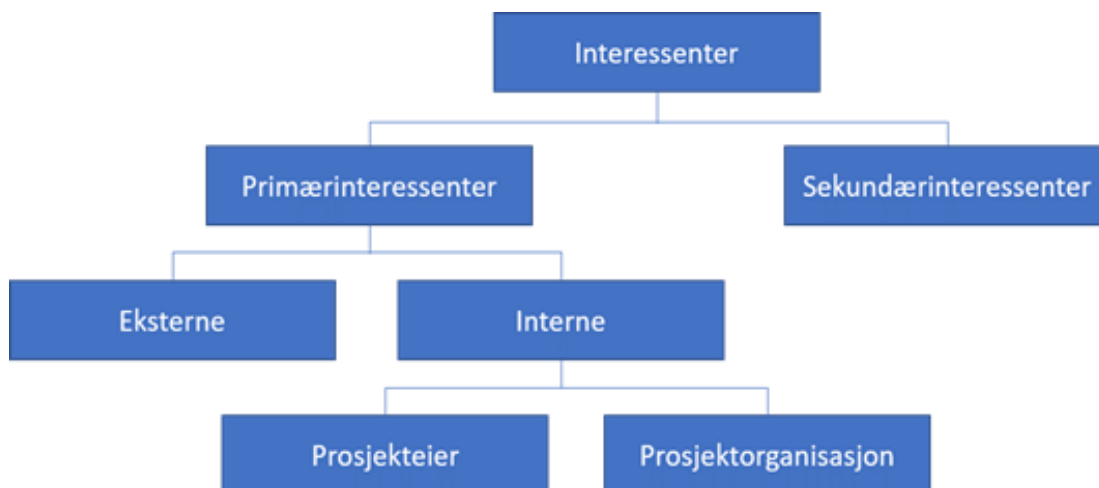 Interessenter
Primærinteressenter
Sekundærinteressenter
Eksterne
Interne
Prosjekteier
Prosjektorganisasjon